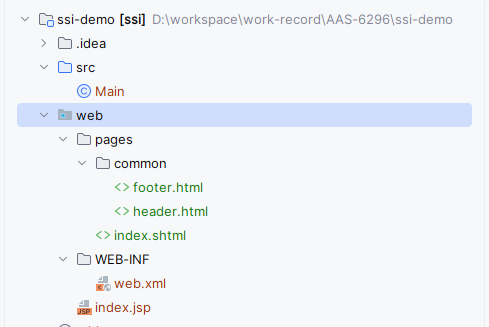 ssi-demo [ssi] D:\workspace\work-record\AAS-6296\ssi-demo
.idea
src
Main
web
pages
common
footer.html
header.html
index.shtml
WEB-INF
web.xml
index.jsp